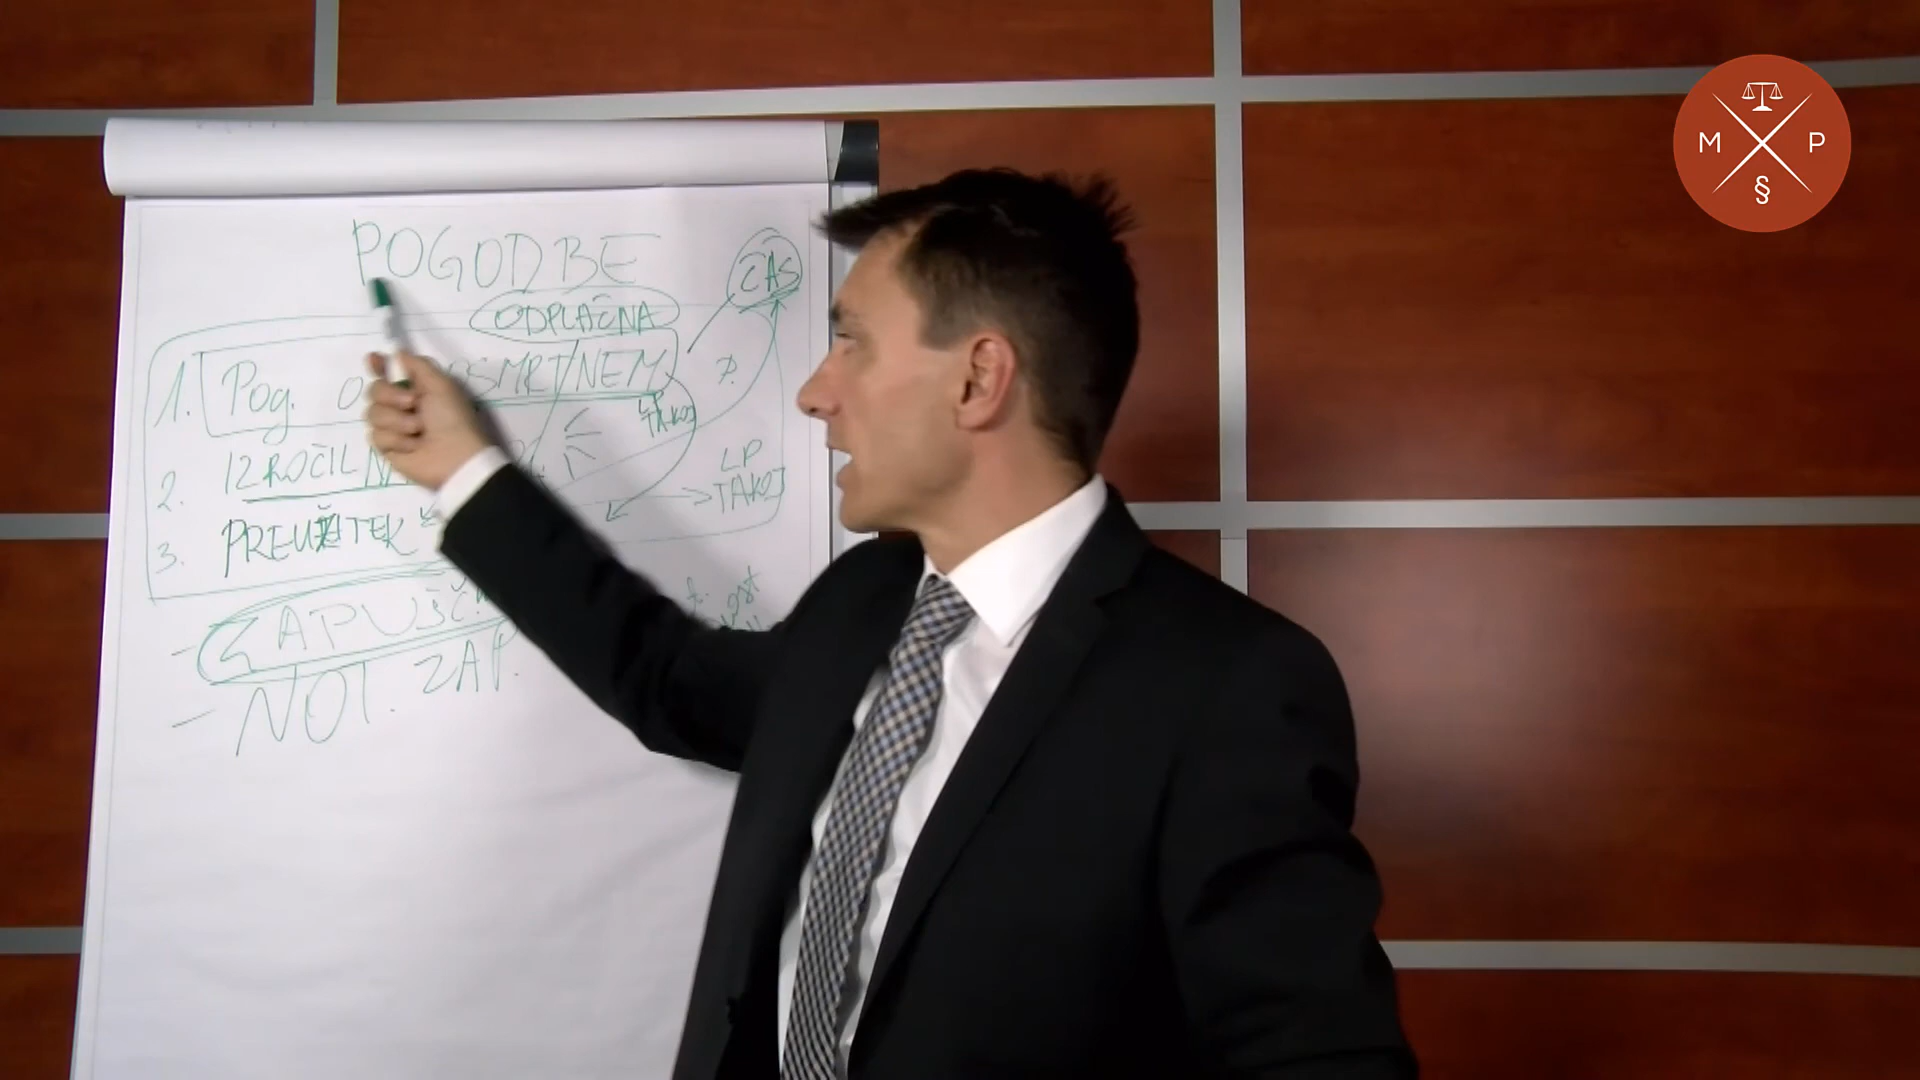 POGODBE
ČAS
ODPLAČNA
1. Pog. O SMRTNEM
LP
TAKOJ
2. IZROČIL
LP
TAKOJ
3. PREUŽITEK
- ZAPUŠČ
- NOT. ZAP.
M P
§